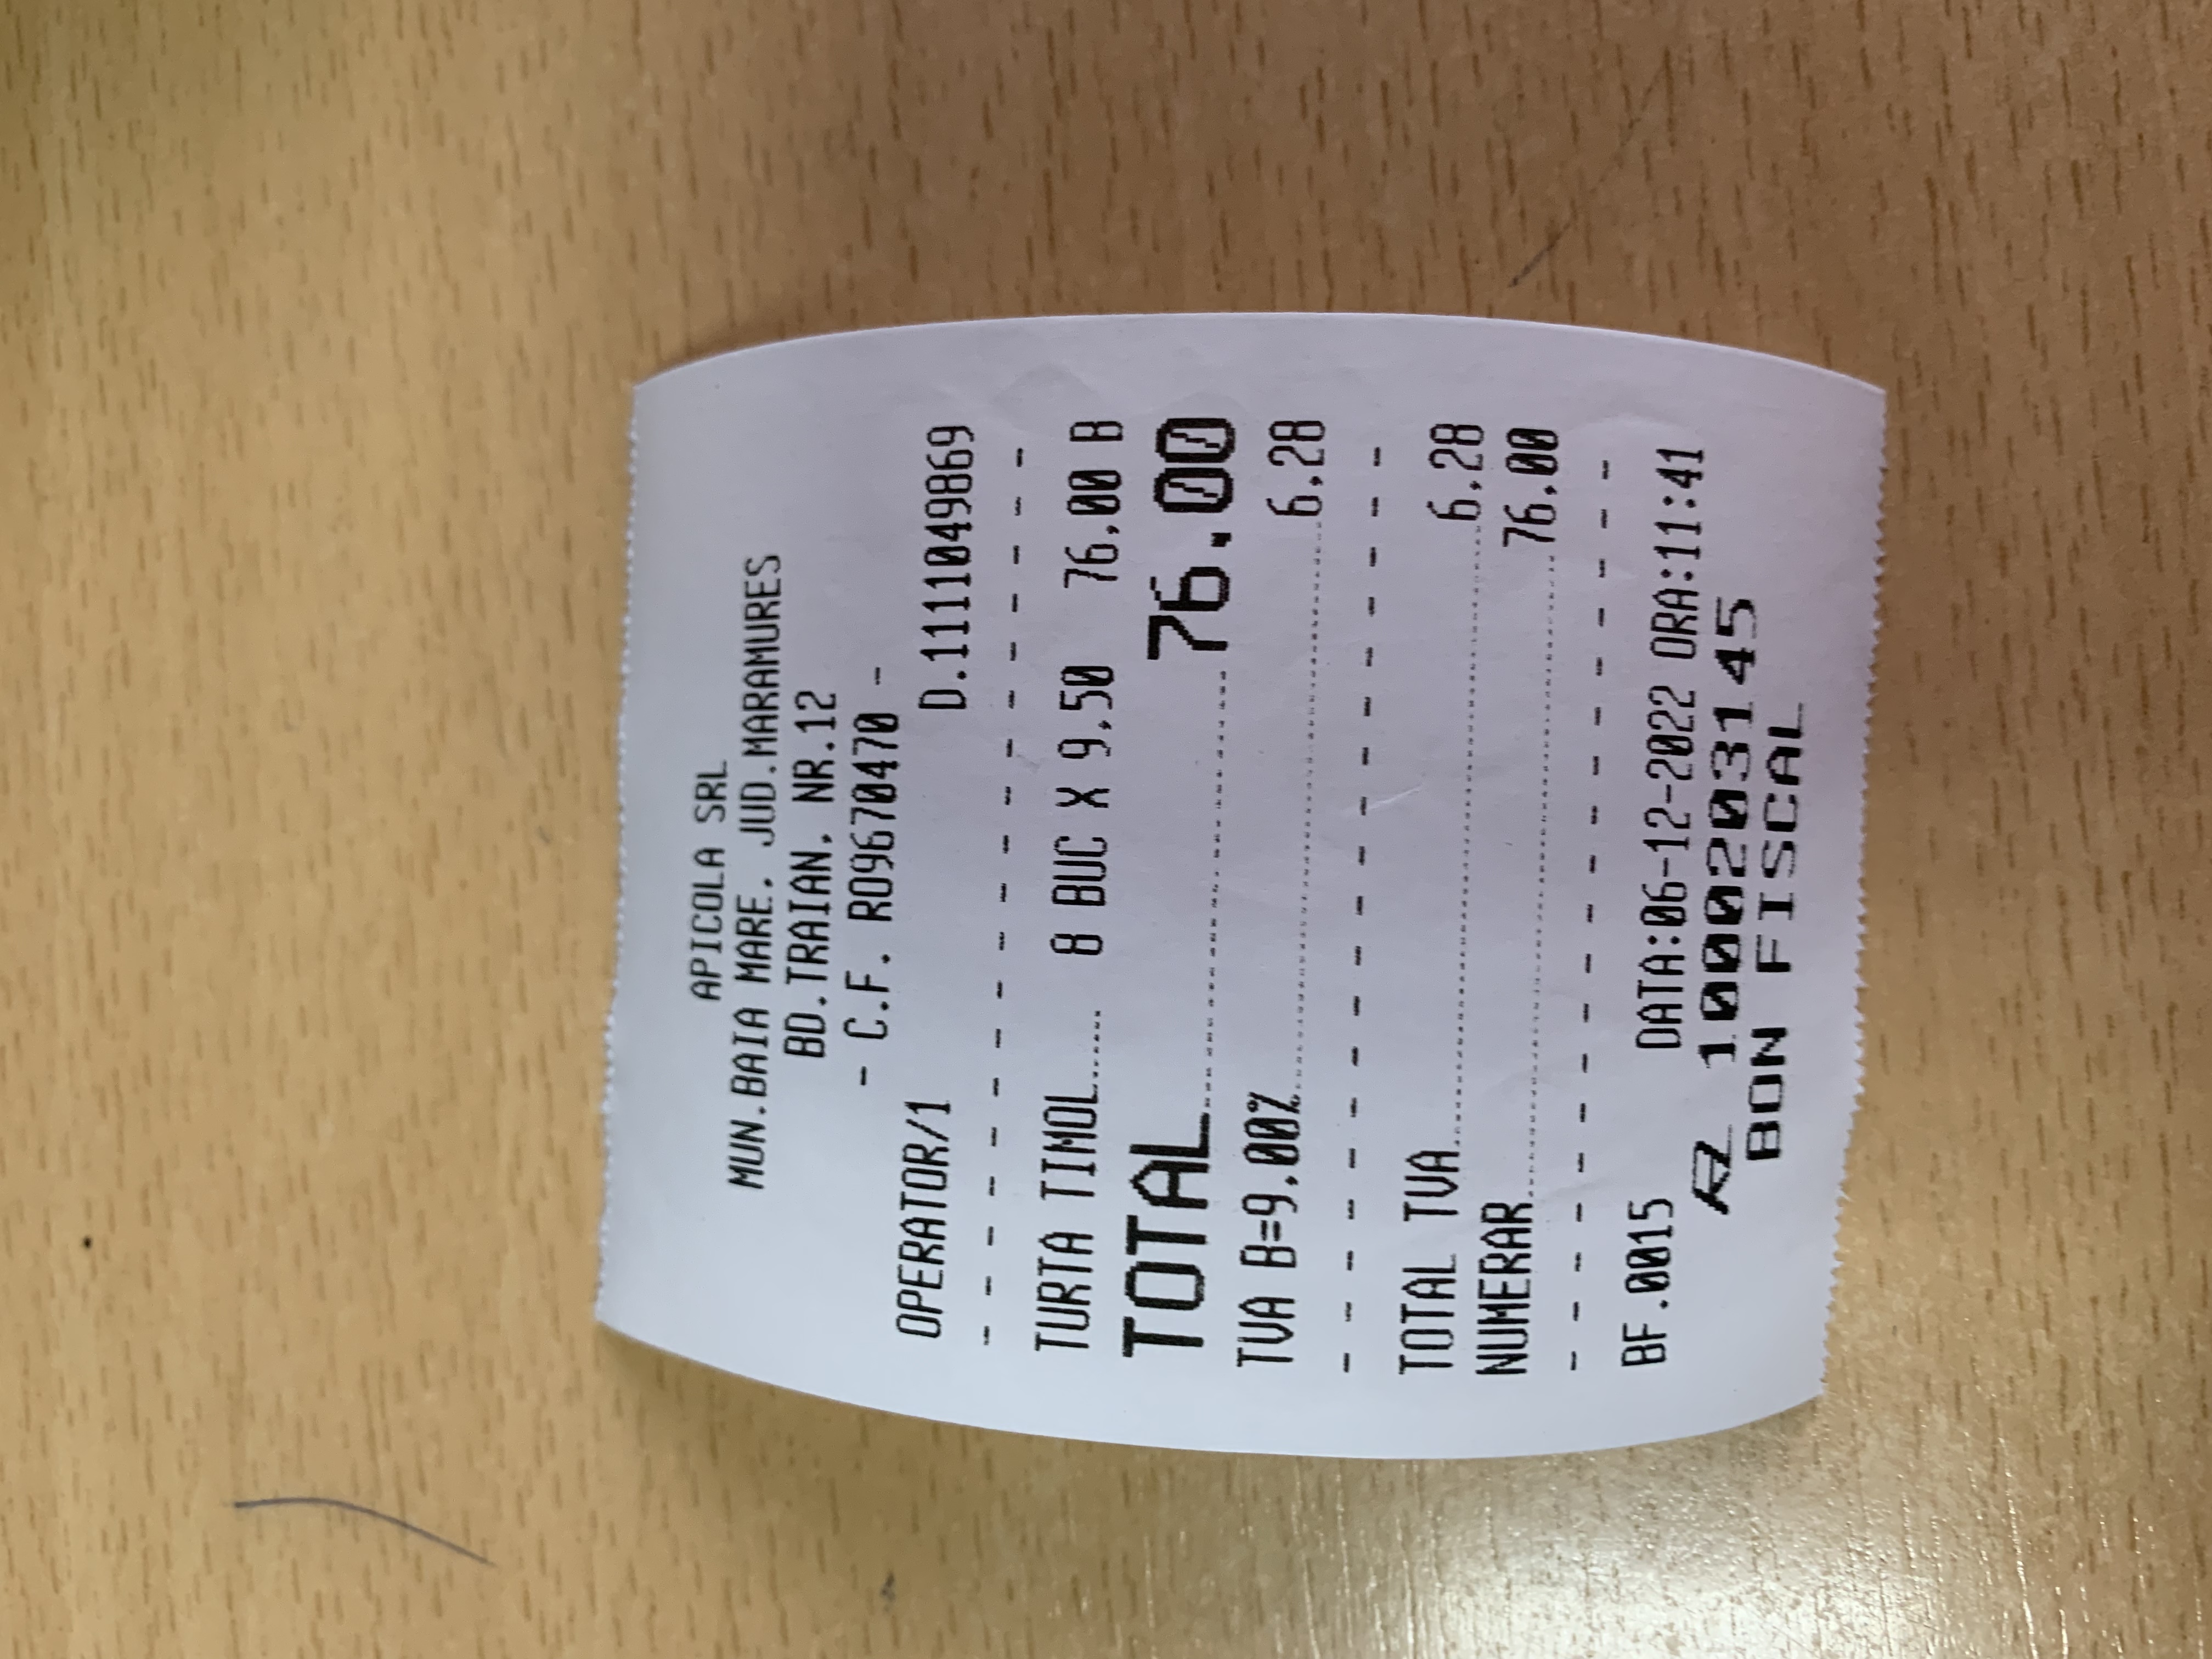 APICOLA SRL
MUN.BAIA MARE, JUD.MARAMURES
BD.TRAIAN, NR.12
- C.F. RO9670470 -
OPERATOR/1 D.1111049869
- - - - - - - - - - - - - - - - - - -
TURTA TIMOL..... 8 BUC X 9,50 76,00 B
TOTAL.......................... 76.00
TVA B=9,00%.......................... 6,28
- - - - - - - - - - - - - - - - - - -
TOTAL TVA.......................... 6,28
NUMERAR.......................... 76,00
- - - - - - - - - - - - - - - - - - -
BF.0015 DATA:06-12-2022 ORA:11:41
1000203145
BON FISCAL